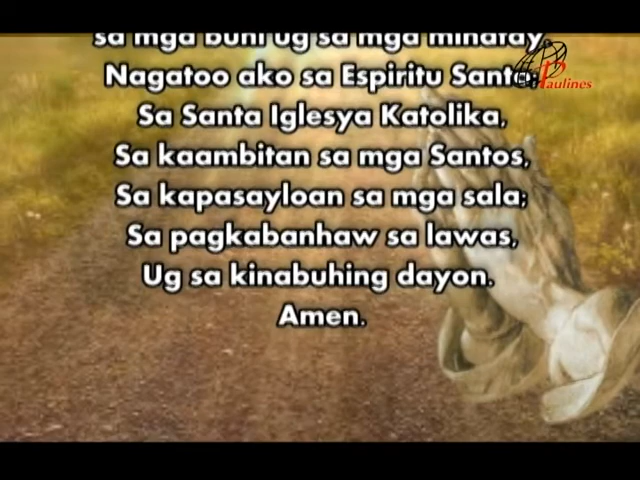 sa mga buhi ug sa mga minatay.
Nagatoo ako sa Espiritu Santo;
Sa Santa Iglesya Katolika,
Sa kaambitan sa mga Santos,
Sa kapasayloan sa mga sala;
Sa pagkabanhaw sa lawas,
Ug sa kinabuhing dayon.
Amen.
Paulines